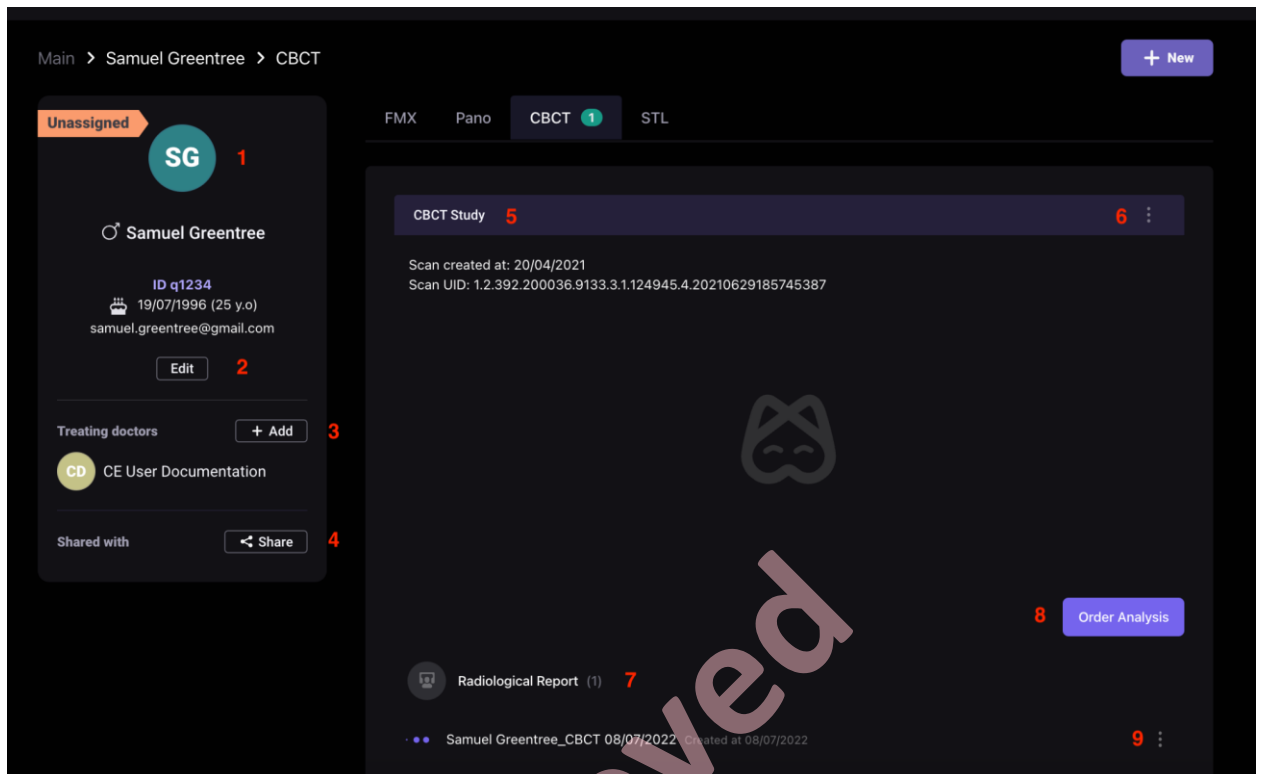 Main > Samuel Greentree > CBCT
+ New
Unassigned
FMX Pano CBCT 1 STL
SG 1
CBCT Study 5
6
Samuel Greentree
Scan created at: 20/04/2021
Scan UID: 1.2.392.200036.9133.3.1.124945.4.20210629185745387
ID q1234
19/07/1996 (25 y.o)
samuel.greentree@gmail.com
Edit 2
Treating doctors + Add 3
CD CE User Documentation
Shared with Share 4
8 Order Analysis
Radiological Report (1) 7
Samuel Greentree_CBCT 08/07/2022 Created at 08/07/2022
9